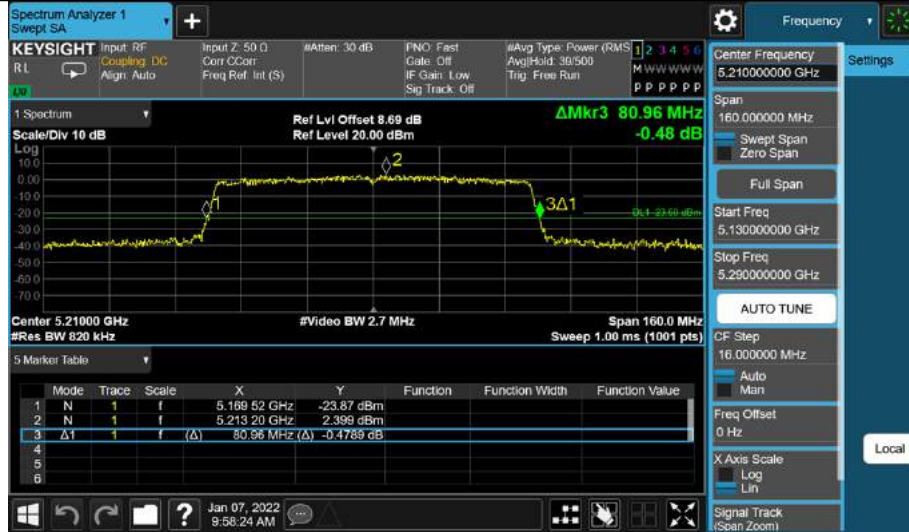 Spectrum Analyzer 1
Swept SA
+
Frequency
KEYSIGHT
RL
Input: RF
Coupling: DC
Align: Auto
Input Z: 50 Ω
Corr CCorr
Freq Ref: Int (S)
#Atten: 30 dB
PNO: Fast
Gate: Off
IF Gain: Low
Sig Track: Off
#Avg Type: Power (RMS
Avg|Hold: 39/500
Trig: Free Run
1 2 3 4 5 6
M W W W W W
P P P P P P
1 Spectrum
Scale/Div 10 dB
Ref Lvl Offset 8.69 dB
Ref Level 20.00 dBm
ΔMkr3 80.96 MHz
-0.48 dB
Log
10.0
0.00
-10.0
-20.0
-30.0
-40.0
-50.0
-60.0
-70.0
1
2
3Δ1
DL1 -23.60 dBm
Center 5.21000 GHz
#Res BW 820 kHz
#Video BW 2.7 MHz
Span 160.0 MHz
Sweep 1.00 ms (1001 pts)
5 Marker Table
Mode Trace Scale X Y Function Function Width Function Value
1 N 1 f 5.169 52 GHz -23.87 dBm
2 N 1 f 5.213 20 GHz 2.399 dBm
3 Δ1 1 f (Δ) 80.96 MHz (Δ) -0.4789 dB
4
5
6
?
Jan 07, 2022
9:58:24 AM
Center Frequency
5.210000000 GHz
Span
160.000000 MHz
Swept Span
Zero Span
Full Span
Start Freq
5.130000000 GHz
Stop Freq
5.290000000 GHz
AUTO TUNE
CF Step
16.000000 MHz
Auto
Man
Freq Offset
0 Hz
X Axis Scale
Log
Lin
Signal Track
(Span Zoom)
Settings
Local